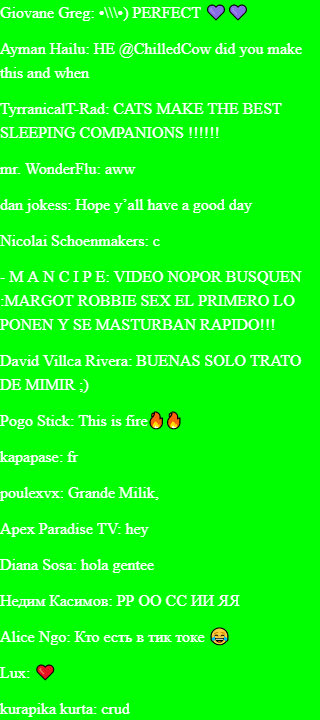 Giovane Greg: •\\\•) PERFECT 💜💜
Ayman Hailu: HE @ChilledCow did you make
this and when
TyrranicalT-Rad: CATS MAKE THE BEST
SLEEPING COMPANIONS !!!!!!
mr. WonderFlu: aww
dan jokess: Hope y’all have a good day
Nicolai Schoenmakers: c
- M A N C I P E: VIDEO NOPOR BUSQUEN
:MARGOT ROBBIE SEX EL PRIMERO LO
PONEN Y SE MASTURBAN RAPIDO!!!
David Villca Rivera: BUENAS SOLO TRATO
DE MIMIR ;)
Pogo Stick: This is fire🔥🔥
kapapase: fr
poulexvx: Grande Milik,
Apex Paradise TV: hey
Diana Sosa: hola gentee
Недим Касимов: РР ОО СС ИИ ЯЯ
Alice Ngo: Кто есть в тик токе 😂
Lux: ❤️
kurapika kurta: crud